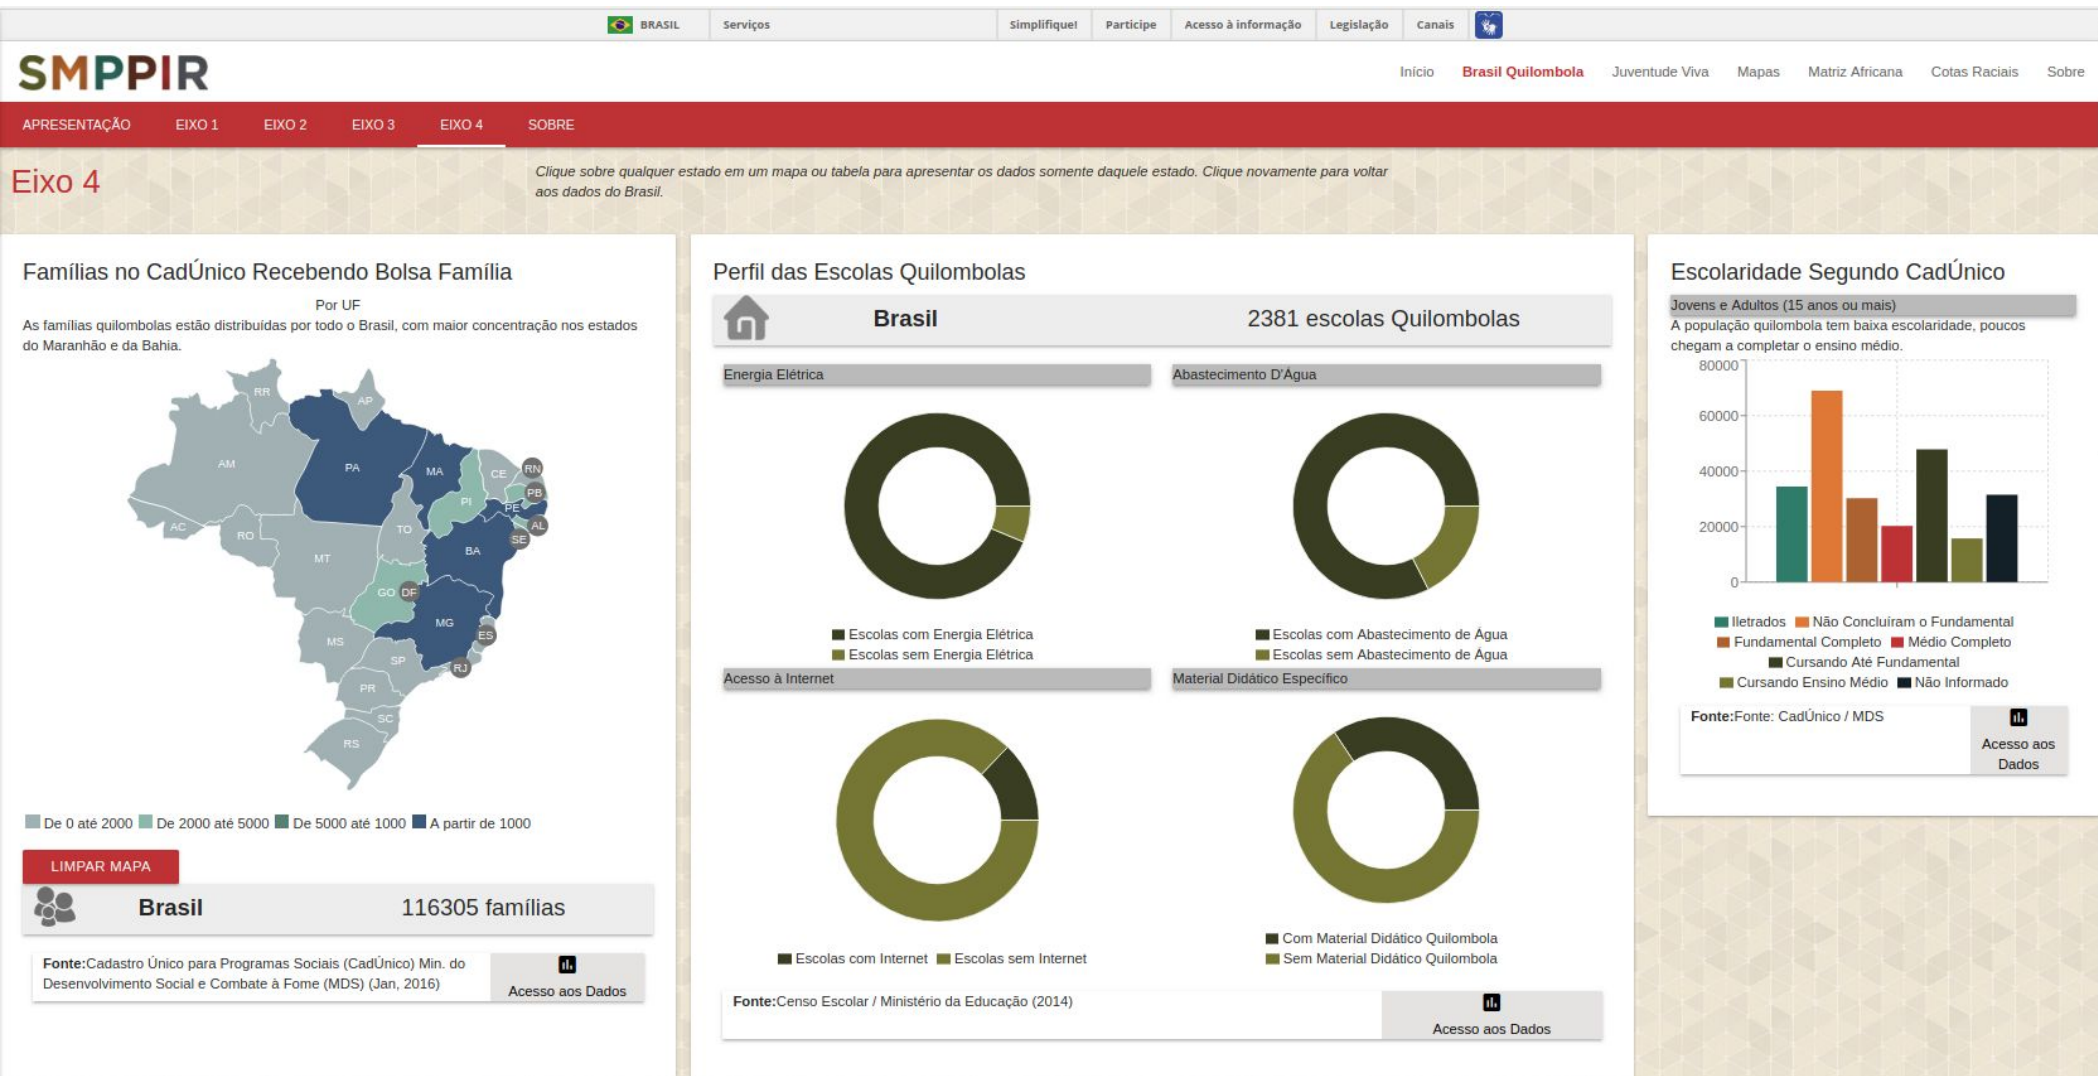 BRASIL
Serviços
Simplifique!
Participe
Acesso à informação
Legislação
Canais
SMPPIR
Início
Brasil Quilombola
Juventude Viva
Mapas
Matriz Africana
Cotas Raciais
Sobre
APRESENTAÇÃO
EIXO 1
EIXO 2
EIXO 3
EIXO 4
SOBRE
Eixo 4
Clique sobre qualquer estado em um mapa ou tabela para apresentar os dados somente daquele estado. Clique novamente para voltar
aos dados do Brasil.
Famílias no CadÚnico Recebendo Bolsa Família
Por UF
As famílias quilombolas estão distribuídas por todo o Brasil, com maior concentração nos estados
do Maranhão e da Bahia.
RR
AP
AM
PA
MA
CE
RN
PB
PI
PE
AL
SE
AC
RO
TO
BA
MT
GO
DF
MG
ES
MS
SP
RJ
PR
SC
RS
De 0 até 2000
De 2000 até 5000
De 5000 até 1000
A partir de 1000
LIMPAR MAPA
Brasil
116305 famílias
Fonte:Cadastro Único para Programas Sociais (CadÚnico) Min. do
Desenvolvimento Social e Combate à Fome (MDS) (Jan, 2016)
Acesso aos Dados
Perfil das Escolas Quilombolas
Brasil
2381 escolas Quilombolas
Energia Elétrica
Escolas com Energia Elétrica
Escolas sem Energia Elétrica
Abastecimento D'Água
Escolas com Abastecimento de Água
Escolas sem Abastecimento de Água
Acesso à Internet
Escolas com Internet
Escolas sem Internet
Material Didático Específico
Com Material Didático Quilombola
Sem Material Didático Quilombola
Fonte:Censo Escolar / Ministério da Educação (2014)
Acesso aos Dados
Escolaridade Segundo CadÚnico
Jovens e Adultos (15 anos ou mais)
A população quilombola tem baixa escolaridade, poucos
chegam a completar o ensino médio.
80000
60000
40000
20000
0
Iletrados
Não Concluíram o Fundamental
Fundamental Completo
Médio Completo
Cursando Até Fundamental
Cursando Ensino Médio
Não Informado
Fonte:Fonte: CadÚnico / MDS
Acesso aos
Dados